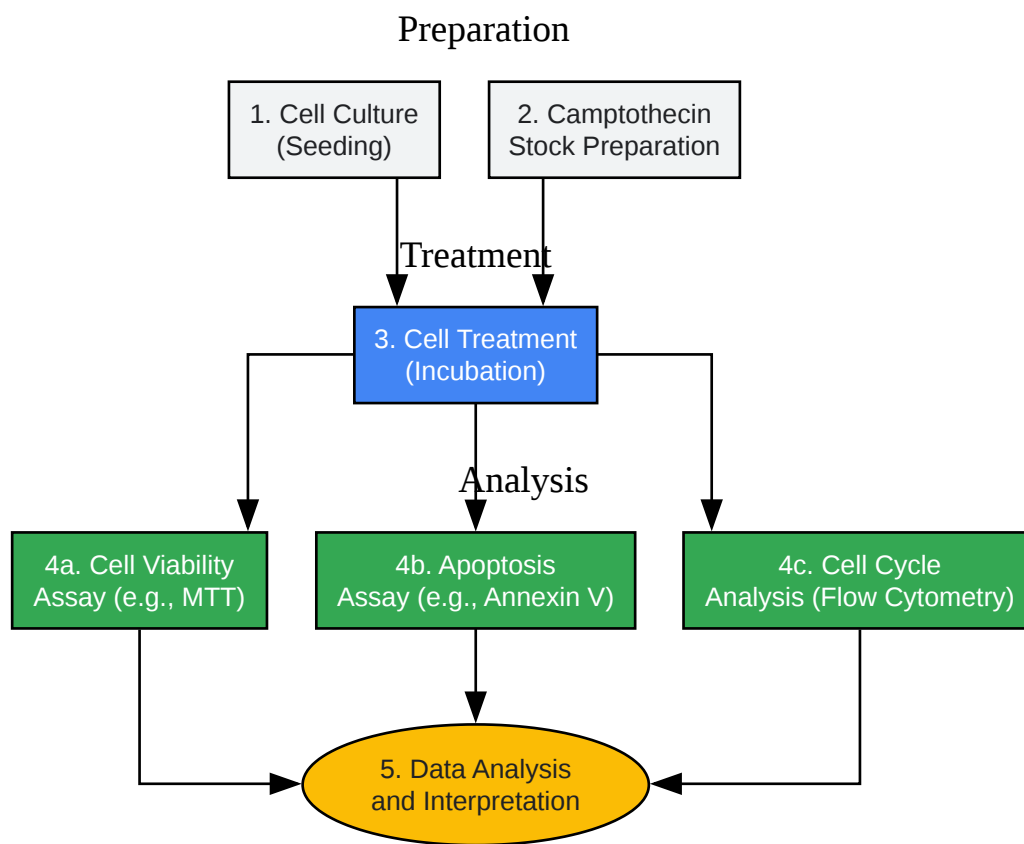 Preparation
1. Cell Culture
(Seeding)
2. Camptothecin
Stock Preparation
Treatment
3. Cell Treatment
(Incubation)
Analysis
4a. Cell Viability
Assay (e.g., MTT)
4b. Apoptosis
Assay (e.g., Annexin V)
4c. Cell Cycle
Analysis (Flow Cytometry)
5. Data Analysis
and Interpretation